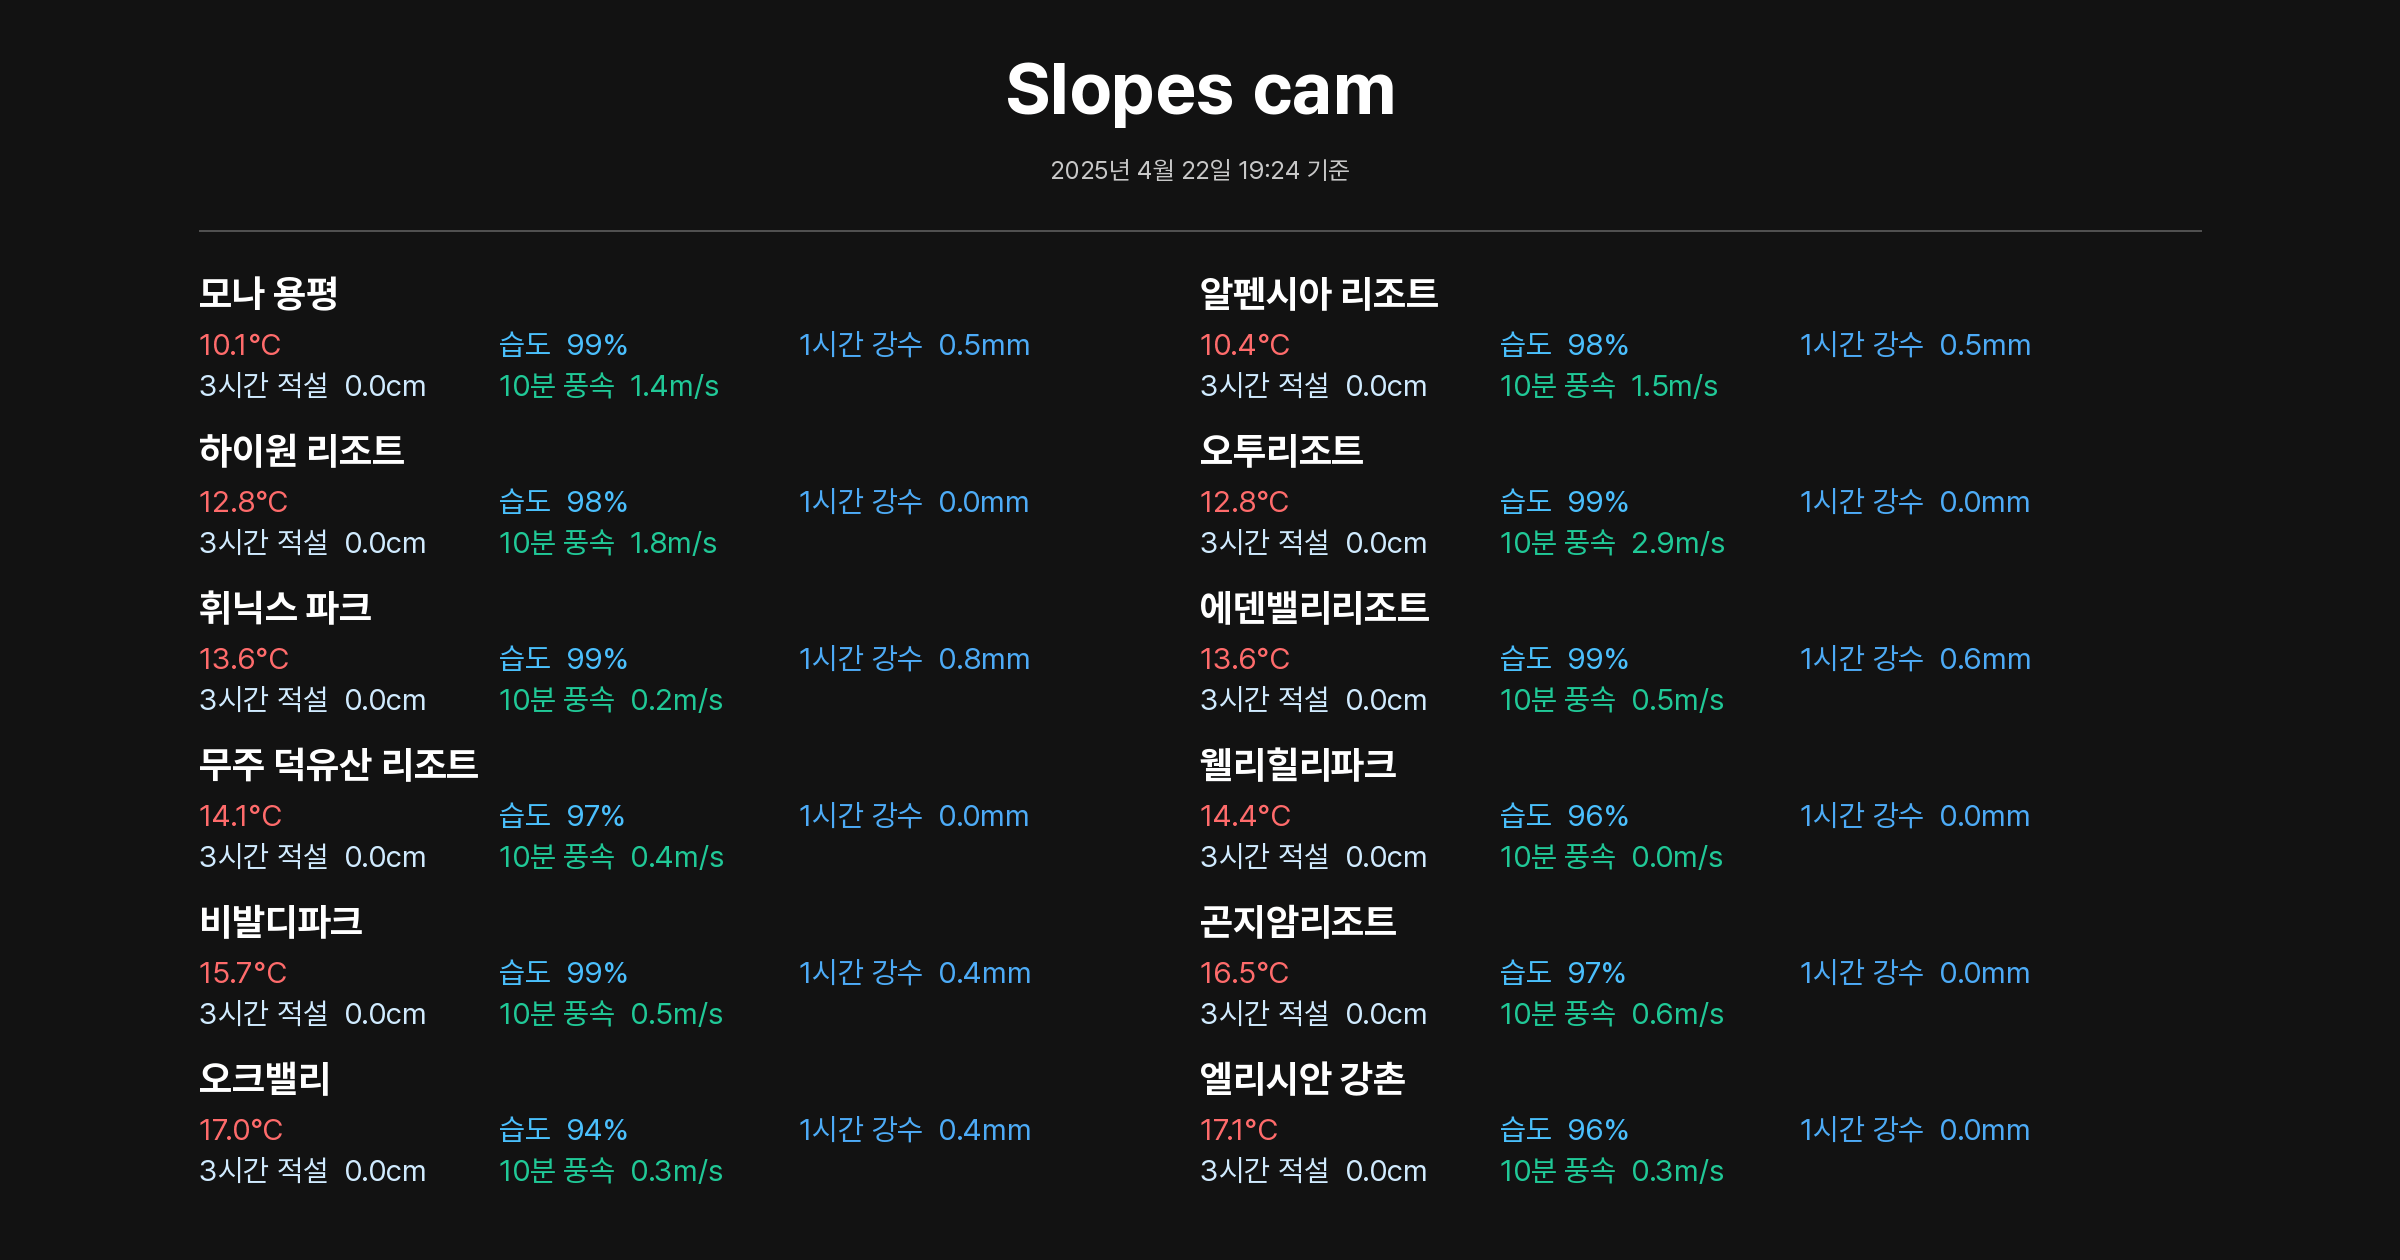 Slopes cam
2025년 4월 22일 19:24 기준
모나 용평
10.1°C 습도 99% 1시간 강수 0.5mm
3시간 적설 0.0cm 10분 풍속 1.4m/s
알펜시아 리조트
10.4°C 습도 98% 1시간 강수 0.5mm
3시간 적설 0.0cm 10분 풍속 1.5m/s
하이원 리조트
12.8°C 습도 98% 1시간 강수 0.0mm
3시간 적설 0.0cm 10분 풍속 1.8m/s
오투리조트
12.8°C 습도 99% 1시간 강수 0.0mm
3시간 적설 0.0cm 10분 풍속 2.9m/s
휘닉스 파크
13.6°C 습도 99% 1시간 강수 0.8mm
3시간 적설 0.0cm 10분 풍속 0.2m/s
에덴밸리리조트
13.6°C 습도 99% 1시간 강수 0.6mm
3시간 적설 0.0cm 10분 풍속 0.5m/s
무주 덕유산 리조트
14.1°C 습도 97% 1시간 강수 0.0mm
3시간 적설 0.0cm 10분 풍속 0.4m/s
웰리힐리파크
14.4°C 습도 96% 1시간 강수 0.0mm
3시간 적설 0.0cm 10분 풍속 0.0m/s
비발디파크
15.7°C 습도 99% 1시간 강수 0.4mm
3시간 적설 0.0cm 10분 풍속 0.5m/s
곤지암리조트
16.5°C 습도 97% 1시간 강수 0.0mm
3시간 적설 0.0cm 10분 풍속 0.6m/s
오크밸리
17.0°C 습도 94% 1시간 강수 0.4mm
3시간 적설 0.0cm 10분 풍속 0.3m/s
엘리시안 강촌
17.1°C 습도 96% 1시간 강수 0.0mm
3시간 적설 0.0cm 10분 풍속 0.3m/s